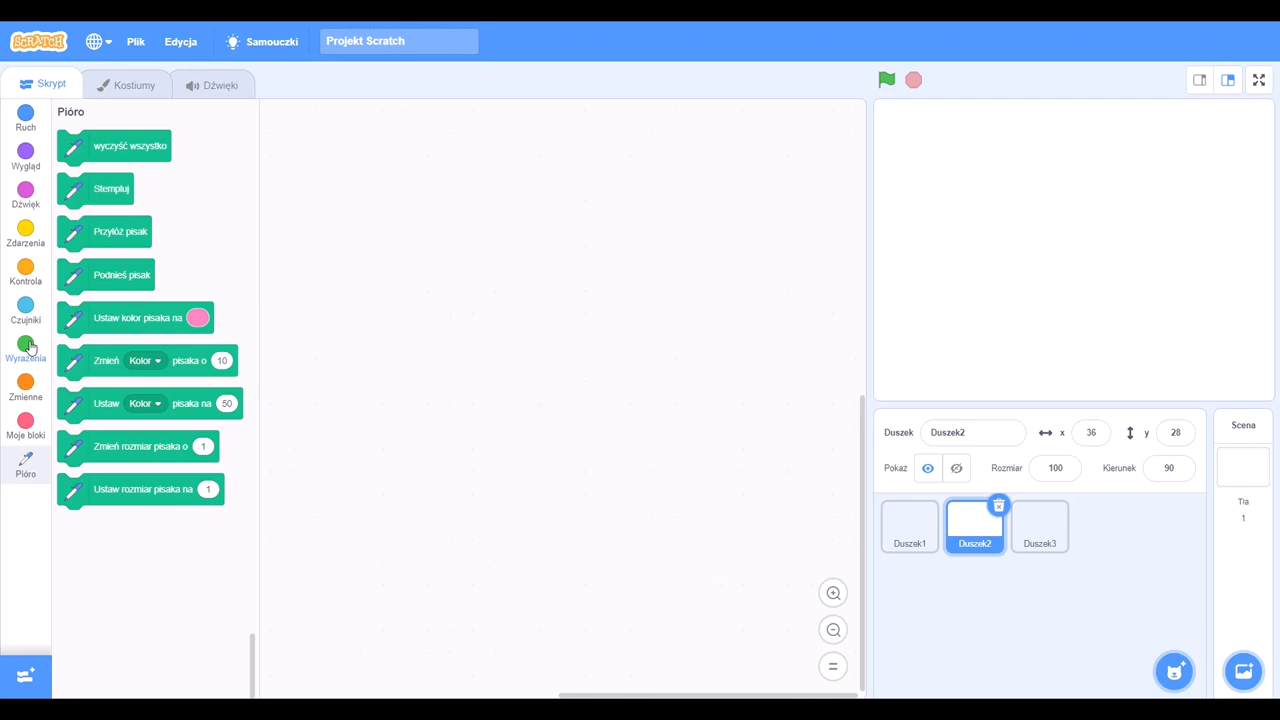 SCRATCH
Plik
Edycja
Samouczki
Projekt Scratch
Skrypt
Kostiumy
Dźwięki
Ruch
Wygląd
Dźwięk
Zdarzenia
Kontrola
Czujniki
Wyrażenia
Zmienne
Moje bloki
Pióro
Pióro
wyczyść wszystko
Stempluj
Przyłóż pisak
Podnieś pisak
Ustaw kolor pisaka na
Zmień Kolor pisaka o 10
Ustaw Kolor pisaka na 50
Zmień rozmiar pisaka o 1
Ustaw rozmiar pisaka na 1
Duszek Duszek2 x 36 y 28
Pokaż Rozmiar 100 Kierunek 90
Duszek1
Duszek2
Duszek3
Scena
Tła
1